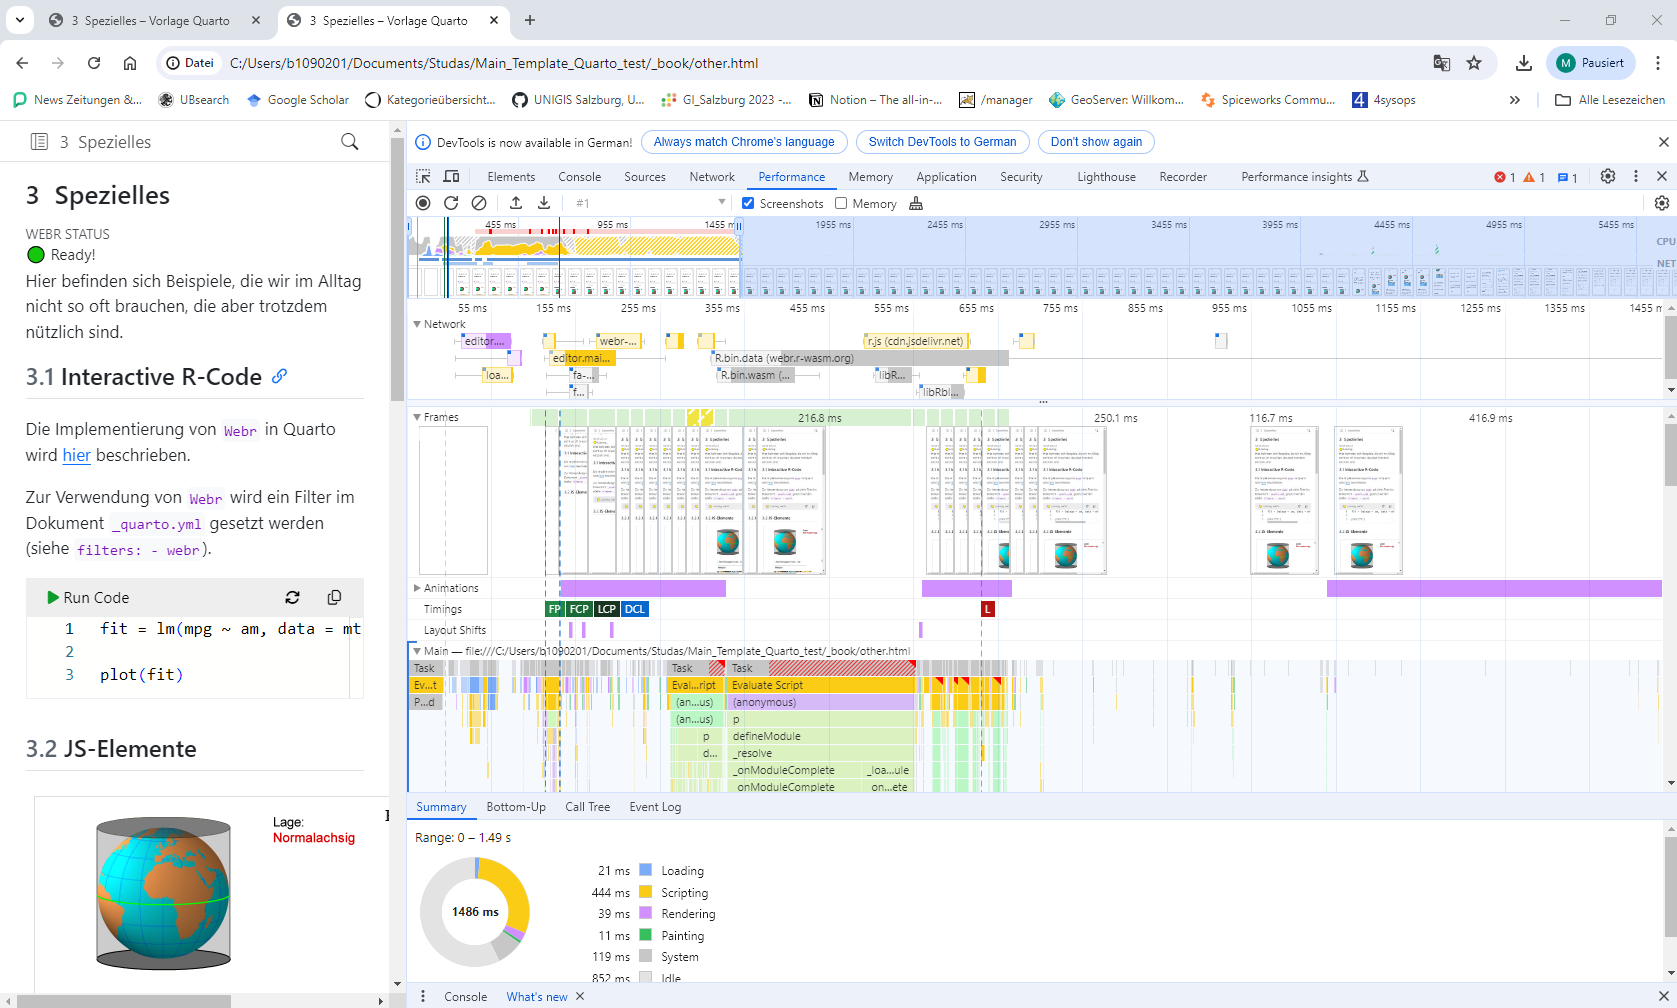 3 Spezielles – Vorlage Quarto
3 Spezielles – Vorlage Quarto
Datei
C:/Users/b1090201/Documents/Studas/Main_Template_Quarto_test/_book/other.html
M Pausiert
News Zeitungen &... UBsearch Google Scholar Kategorieübersicht... UNIGIS Salzburg, U... GI_Salzburg 2023 -... Notion – The all-in-... /manager GeoServer: Willkom... Spiceworks Commu... 4sysops » Alle Lesezeichen
3 Spezielles
3 Spezielles
WEBR STATUS
Ready!
Hier befinden sich Beispiele, die wir im Alltag
nicht so oft brauchen, die aber trotzdem
nützlich sind.
3.1 Interactive R-Code
Die Implementierung von Webr in Quarto
wird hier beschrieben.
Zur Verwendung von Webr wird ein Filter im
Dokument _quarto.yml gesetzt werden
(siehe filters: - webr).
Run Code
1 fit = lm(mpg ~ am, data = mt
2
3 plot(fit)
3.2 JS-Elemente
Lage:
Normalachsig
DevTools is now available in German! Always match Chrome's language Switch DevTools to German Don't show again
Elements Console Sources Network Performance Memory Application Security Lighthouse Recorder Performance insights 1 1 1
#1 Screenshots Memory
455 ms 955 ms 1455 m 1955 ms 2455 ms 2955 ms 3455 ms 3955 ms 4455 ms 4955 ms 5455 ms
CPU
NET
55 ms 155 ms 255 ms 355 ms 455 ms 555 ms 655 ms 755 ms 855 ms 955 ms 1055 ms 1155 ms 1255 ms 1355 ms 1455 m
Network
editor.... webr-... r.js (cdn.jsdelivr.net)
editor.mai... R.bin.data (webr.r-wasm.org)
loa... fa-... R.bin.wasm (... libR...
f... libRbl...
Frames 216.8 ms 250.1 ms 116.7 ms 416.9 ms
Animations
Timings FP FCP LCP DCL L
Layout Shifts
Main — file:///C:/Users/b1090201/Documents/Studas/Main_Template_Quarto_test/_book/other.html
Task Task Task
Ev...t Eval...ript Evaluate Script
P...d (an...us) (anonymous)
(an...us) p
p defineModule
d... _resolve
_onModuleComplete _loa...ule
_onModuleComplete _on...ete
Summary Bottom-Up Call Tree Event Log
Range: 0 – 1.49 s
1486 ms
21 ms Loading
444 ms Scripting
39 ms Rendering
11 ms Painting
119 ms System
852 ms Idle
Console What's new